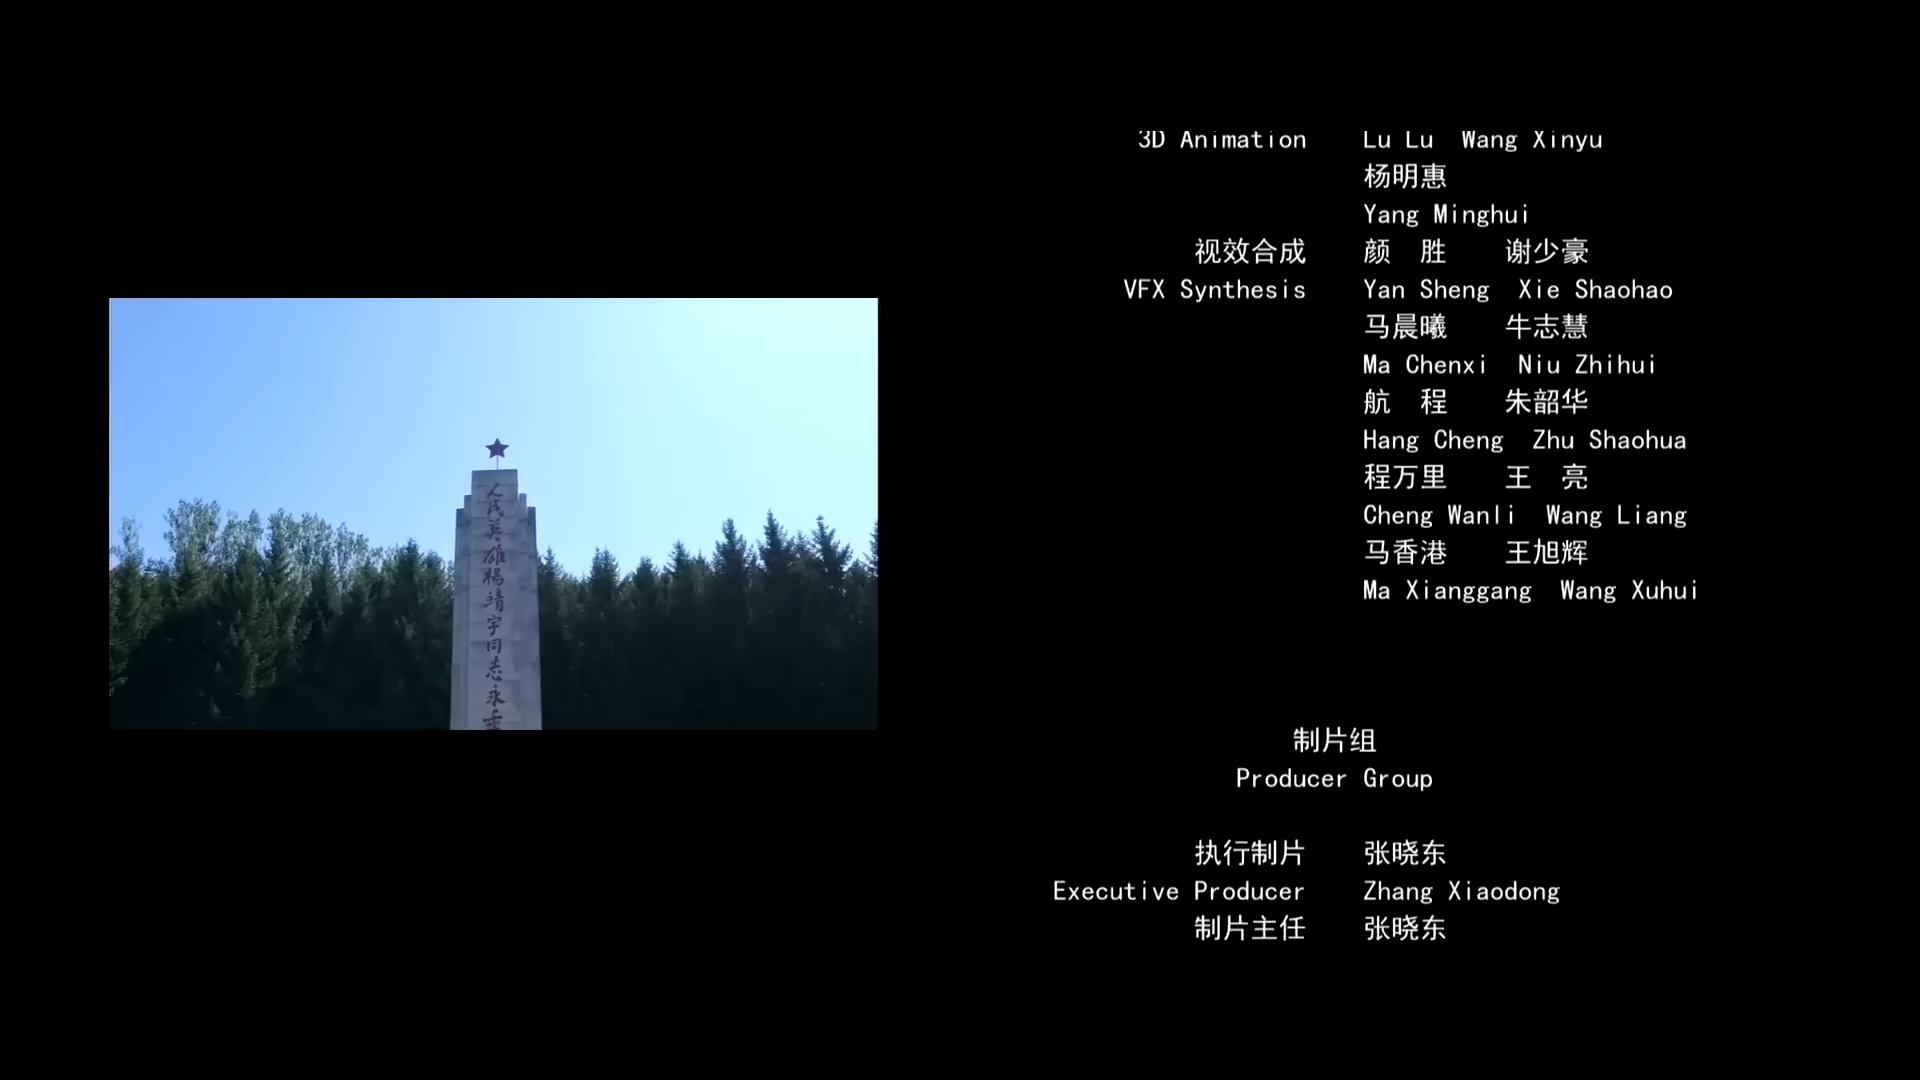 人民英雄楊靖宇同志永垂
3D Animation Lu Lu Wang Xinyu
杨明惠
Yang Minghui
视效合成 颜 胜 谢少豪
VFX Synthesis Yan Sheng Xie Shaohao
马晨曦 牛志慧
Ma Chenxi Niu Zhihui
航 程 朱韶华
Hang Cheng Zhu Shaohua
程万里 王 亮
Cheng Wanli Wang Liang
马香港 王旭辉
Ma Xianggang Wang Xuhui
制片组
Producer Group
执行制片 张晓东
Executive Producer Zhang Xiaodong
制片主任 张晓东